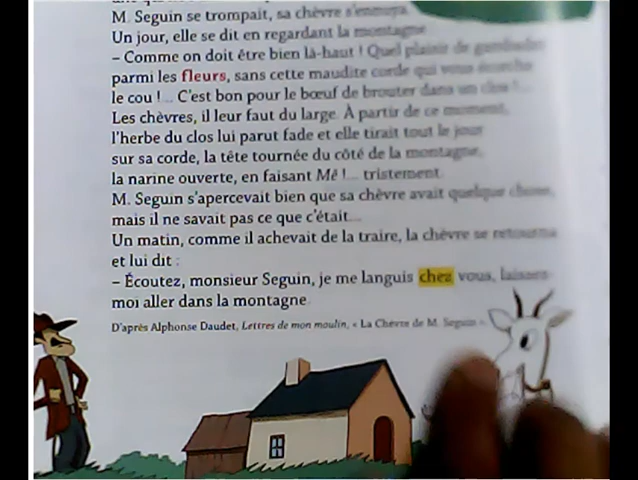 M. Seguin se trompait, sa chèvre s'ennuya
Un jour, elle se dit en regardant la montagne
– Comme on doit être bien là-haut ! Quel plaisir de gambader
parmi les fleurs, sans cette maudite corde qui vous écorche
le cou !... C'est bon pour le bœuf de brouter dans un clos !...
Les chèvres, il leur faut du large. À partir de ce moment,
l'herbe du clos lui parut fade et elle tirait tout le jour
sur sa corde, la tête tournée du côté de la montagne,
la narine ouverte, en faisant Mê !... tristement.
M. Seguin s'apercevait bien que sa chèvre avait quelque chose,
mais il ne savait pas ce que c'était...
Un matin, comme il achevait de la traire, la chèvre se retourna
et lui dit :
– Écoutez, monsieur Seguin, je me languis chez vous, laissez-
moi aller dans la montagne.
D'après Alphonse Daudet, Lettres de mon moulin, « La Chèvre de M. Seguin ».